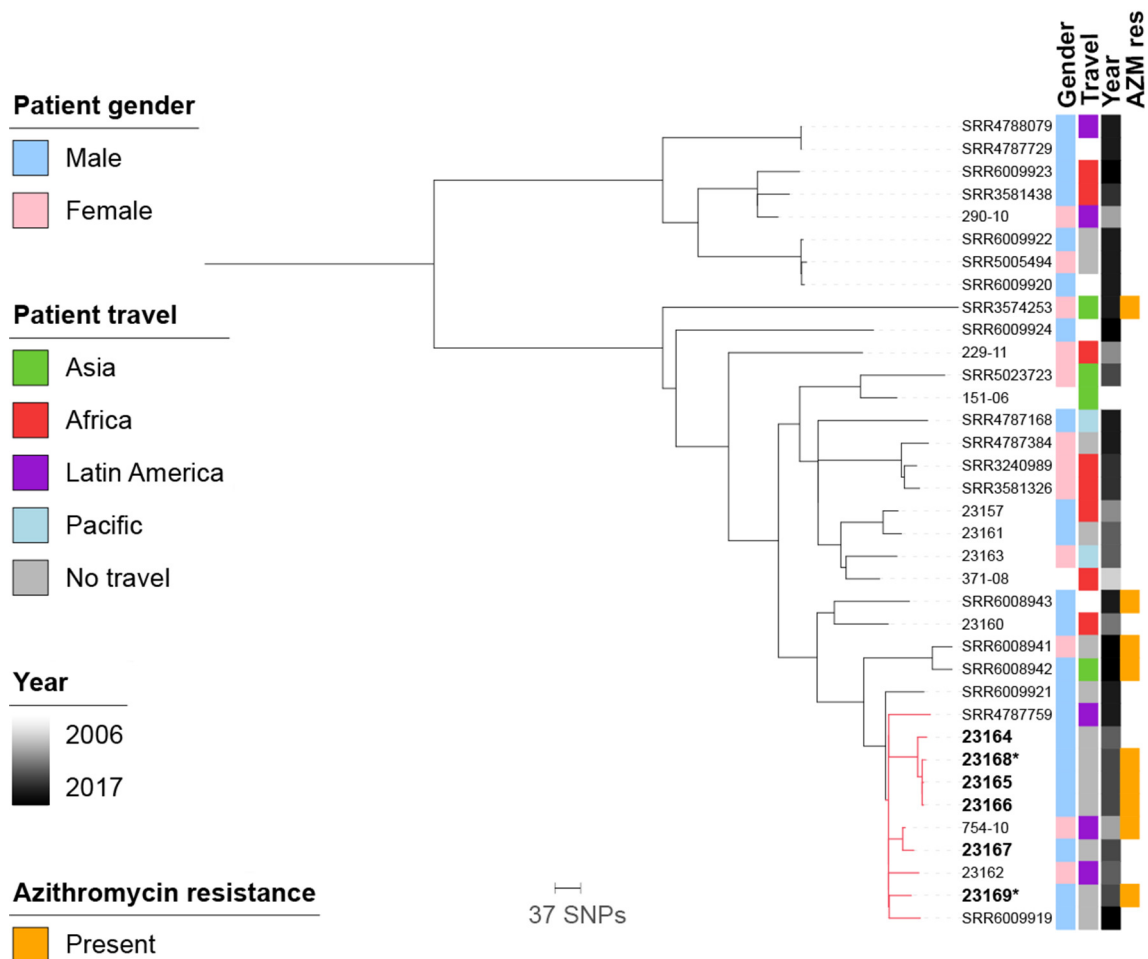 Gender
Travel
Year
AZM res
Patient gender
Male
Female
Patient travel
Asia
Africa
Latin America
Pacific
No travel
Year
2006
2017
Azithromycin resistance
Present
SRR4788079
SRR4787729
SRR6009923
SRR3581438
290-10
SRR6009922
SRR5005494
SRR6009920
SRR3574253
SRR6009924
229-11
SRR5023723
151-06
SRR4787168
SRR4787384
SRR3240989
SRR3581326
23157
23161
23163
371-08
SRR6008943
23160
SRR6008941
SRR6008942
SRR6009921
SRR4787759
23164
23168*
23165
23166
754-10
23167
23162
23169*
SRR6009919
37 SNPs